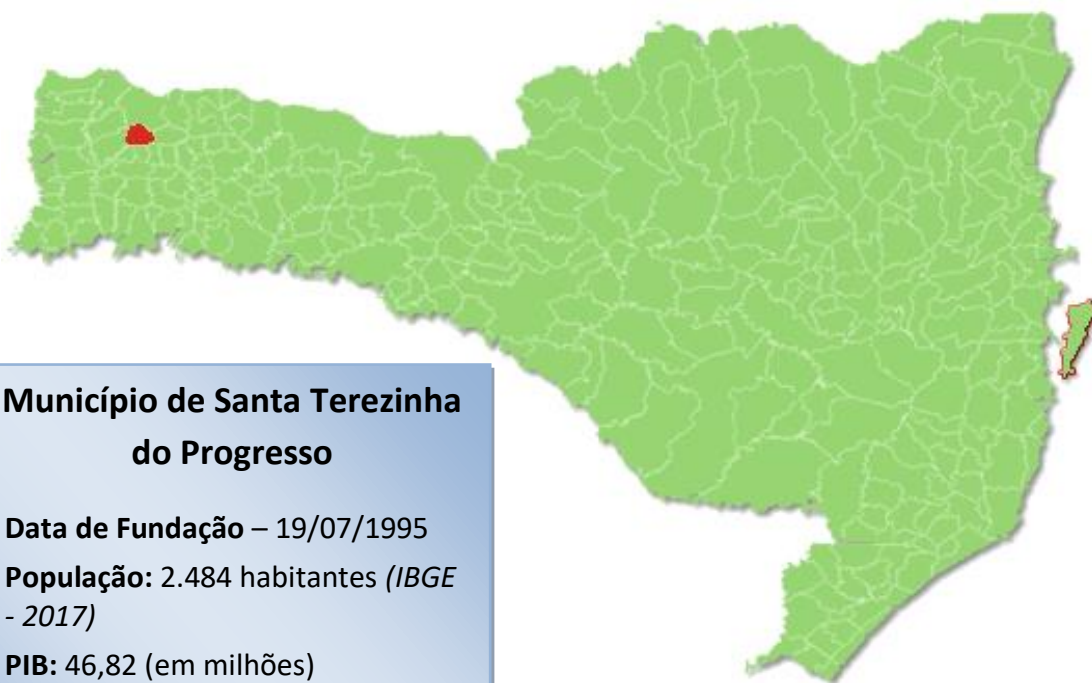 Município de Santa Terezinha
do Progresso
Data de Fundação – 19/07/1995
População: 2.484 habitantes (IBGE
- 2017)
PIB: 46,82 (em milhões)